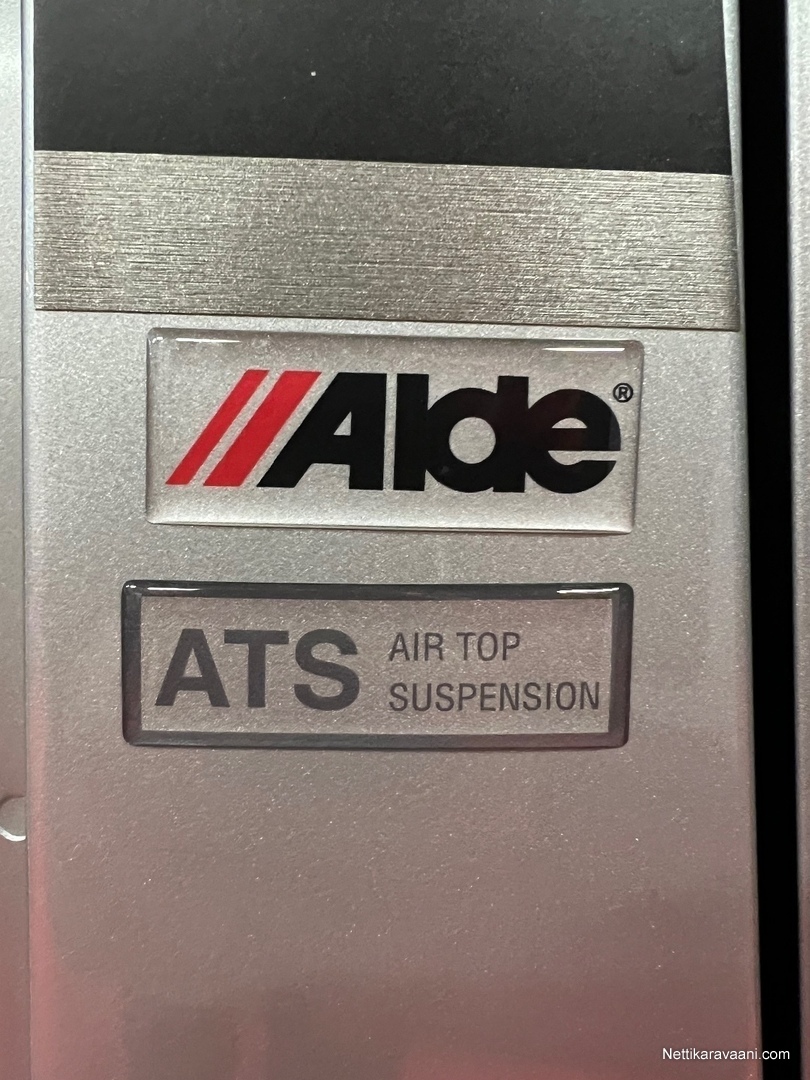 Alde®
ATS AIR TOP
SUSPENSION
Nettikaravaani.com